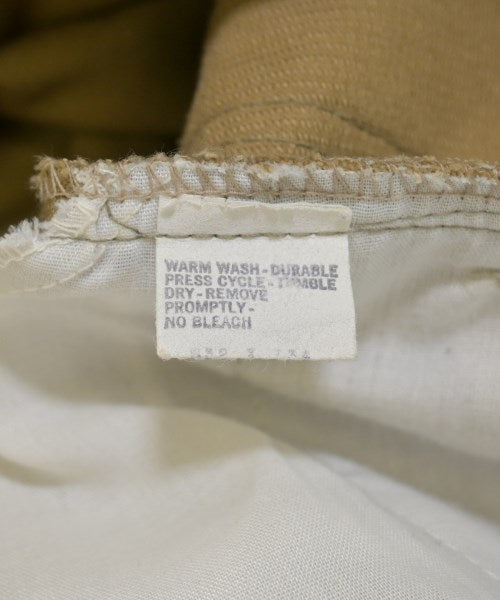 WARM WASH-DURABLE
PRESS CYCLE-TUMBLE
DRY-REMOVE
PROMPTLY-
NO BLEACH